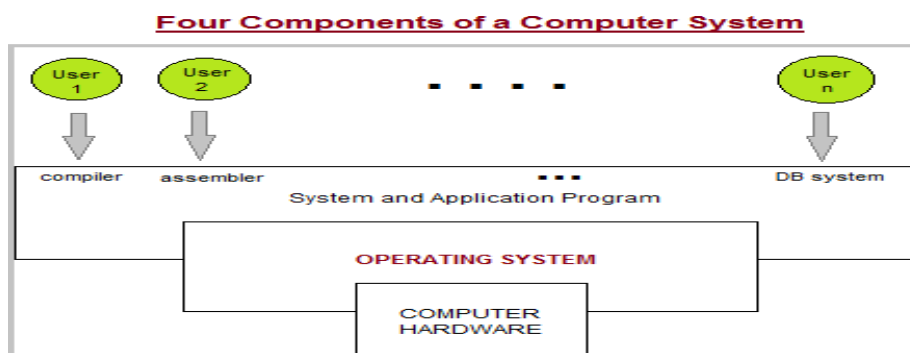 Four Components of a Computer System
User
1
User
2
. . . .
User
n
compiler
assembler
...
DB system
System and Application Program
OPERATING SYSTEM
COMPUTER
HARDWARE